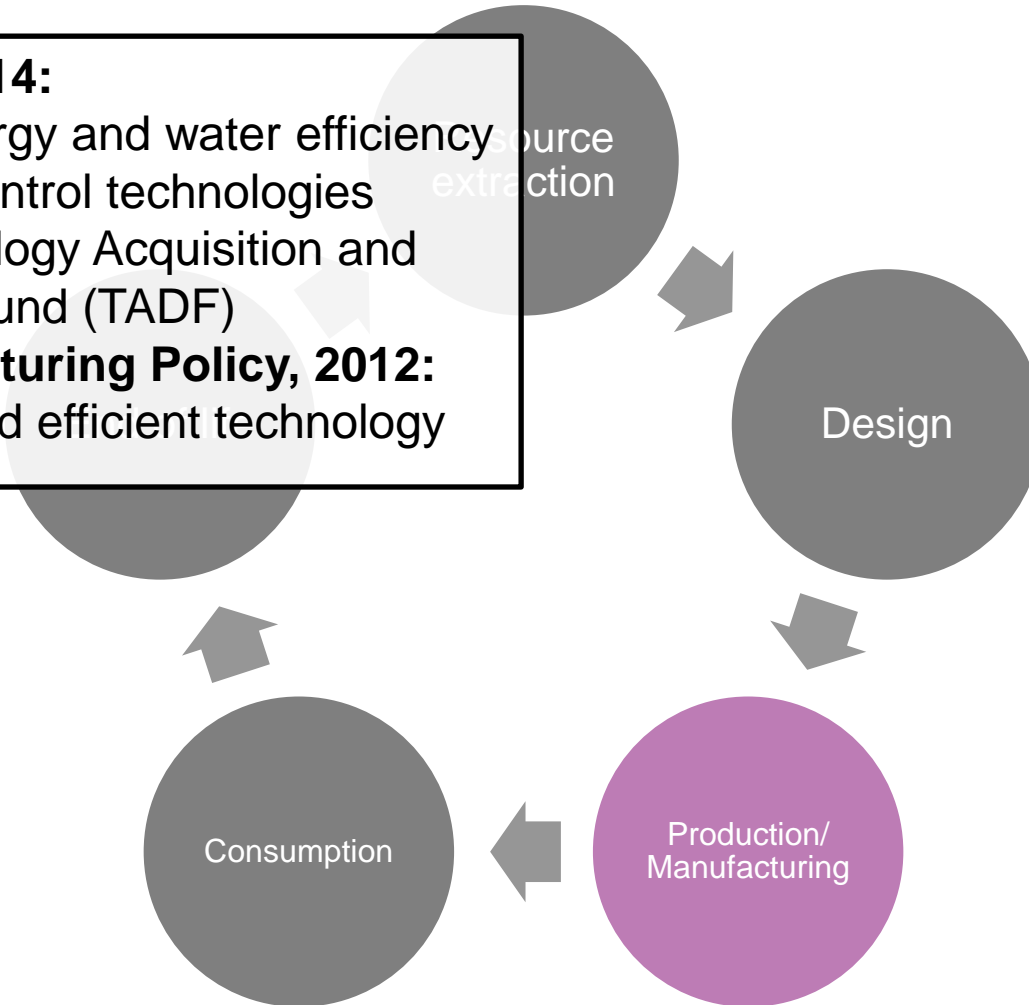 14:
rgy and water efficiency
ntrol technologies
logy Acquisition and
und (TADF)
turing Policy, 2012:
d efficient technology
source
extraction
Design
Production/
Manufacturing
Consumption